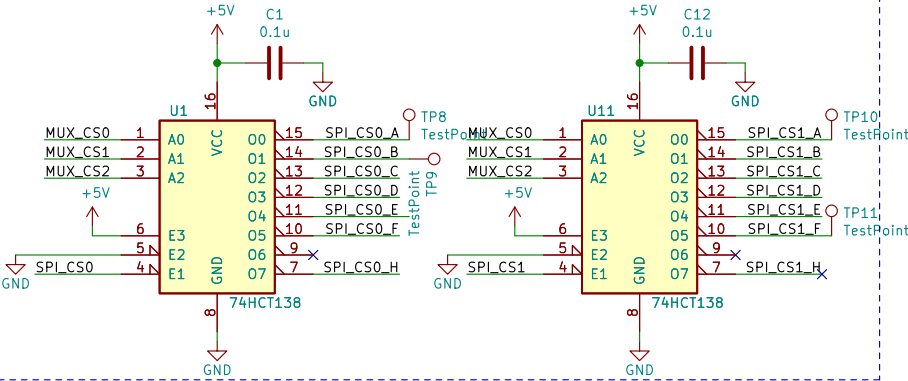 +5V
C1
0.1u
GND
U1
16
VCC
TP8
TestPoint
MUX_CS0 1 A0 O0 15 SPI_CS0_A
MUX_CS1 2 A1 O1 14 SPI_CS0_B
MUX_CS2 3 A2 O2 13 SPI_CS0_C
TP9
TestPoint
+5V
O3 12 SPI_CS0_D
O4 11 SPI_CS0_E
6 E3 O5 10 SPI_CS0_F
5 E2 O6 9
GND
SPI_CS0 4 E1 O7 7 SPI_CS0_H
GND
74HCT138
8
GND
+5V
C12
0.1u
GND
U11
16
VCC
TP10
TestPoint
MUX_CS0 1 A0 O0 15 SPI_CS1_A
MUX_CS1 2 A1 O1 14 SPI_CS1_B
MUX_CS2 3 A2 O2 13 SPI_CS1_C
+5V
O3 12 SPI_CS1_D
O4 11 SPI_CS1_E
TP11
TestPoint
6 E3 O5 10 SPI_CS1_F
5 E2 O6 9
GND
SPI_CS1 4 E1 O7 7 SPI_CS1_H
GND
74HCT138
8
GND